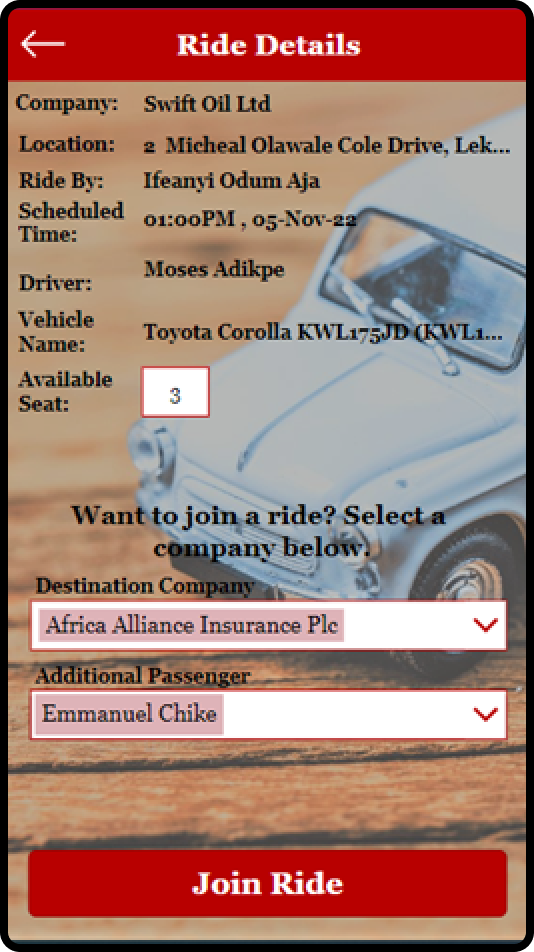 Ride Details
Company: Swift Oil Ltd
Location: 2 Micheal Olawale Cole Drive, Lek...
Ride By: Ifeanyi Odum Aja
Scheduled
Time: 01:00PM , 05-Nov-22
Driver: Moses Adikpe
Vehicle
Name: Toyota Corolla KWL175JD (KWL1...
Available
Seat: 3
Want to join a ride? Select a
company below.
Destination Company
Africa Alliance Insurance Plc
Additional Passenger
Emmanuel Chike
Join Ride